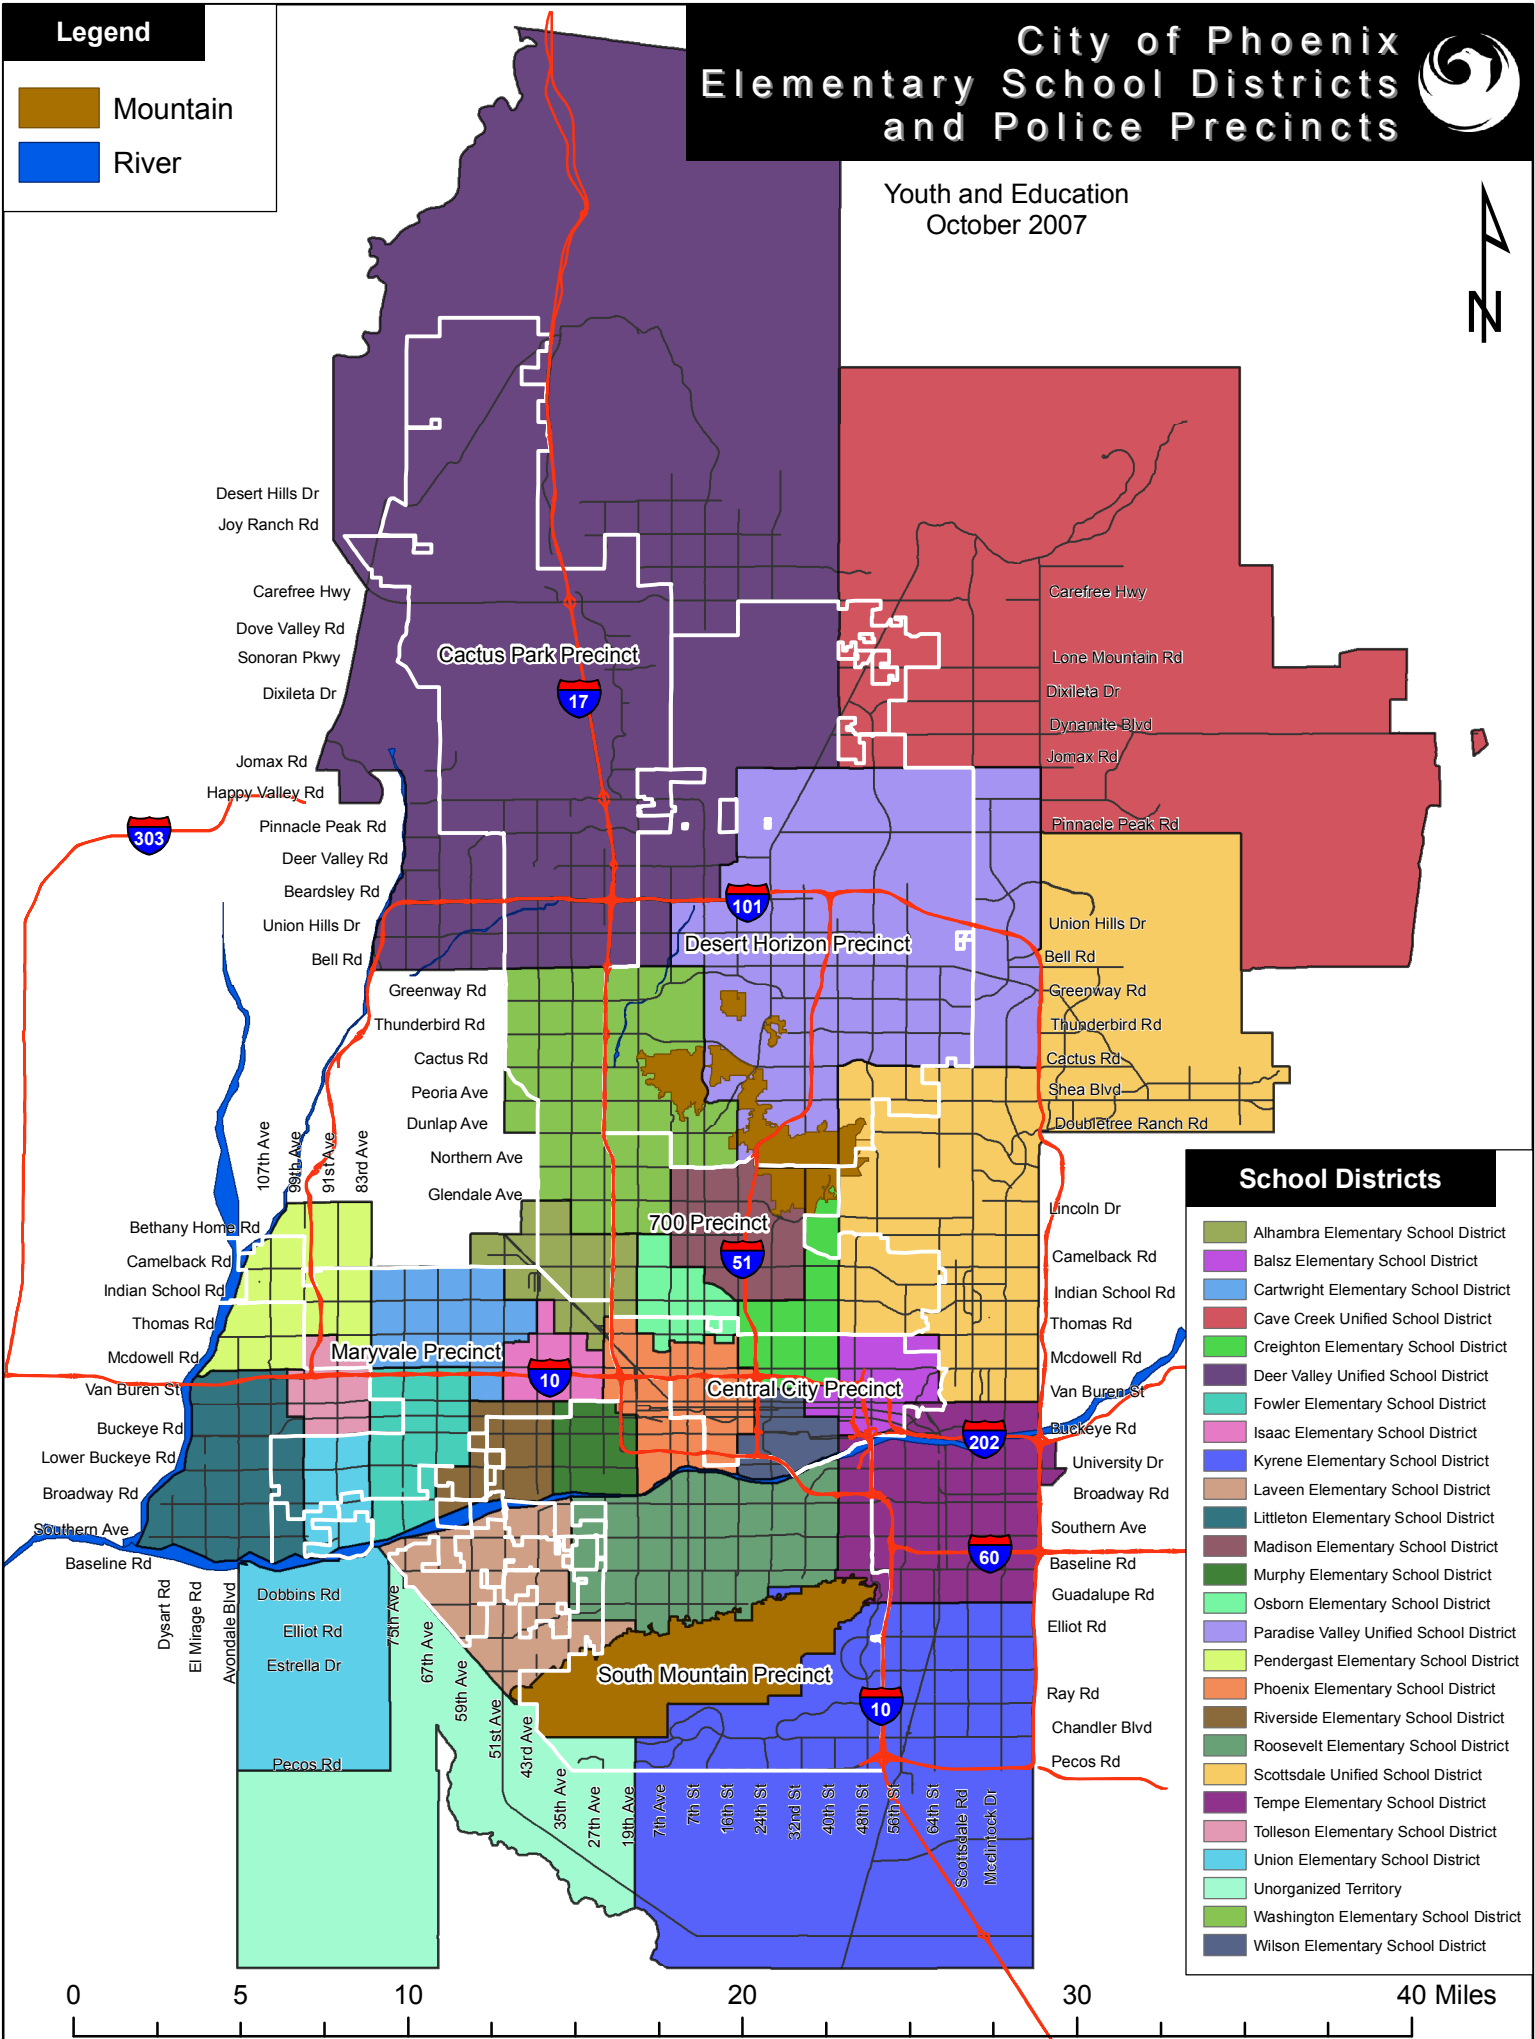 Legend
Mountain
River
City of Phoenix
Elementary School Districts
and Police Precincts
Youth and Education
October 2007
N
Desert Hills Dr
Joy Ranch Rd
Carefree Hwy
Dove Valley Rd
Sonoran Pkwy
Dixileta Dr
Jomax Rd
Happy Valley Rd
Pinnacle Peak Rd
Deer Valley Rd
Beardsley Rd
Union Hills Dr
Bell Rd
Greenway Rd
Thunderbird Rd
Cactus Rd
Peoria Ave
Dunlap Ave
Northern Ave
Glendale Ave
Bethany Home Rd
Camelback Rd
Indian School Rd
Thomas Rd
Mcdowell Rd
Van Buren St
Buckeye Rd
Lower Buckeye Rd
Broadway Rd
Southern Ave
Baseline Rd
Dobbins Rd
Elliot Rd
Estrella Dr
Pecos Rd
107th Ave
99th Ave
91st Ave
83rd Ave
Dysart Rd
El Mirage Rd
Avondale Blvd
75th Ave
67th Ave
59th Ave
51st Ave
43rd Ave
35th Ave
27th Ave
19th Ave
7th Ave
7th St
16th St
24th St
32nd St
40th St
48th St
56th St
64th St
Scottsdale Rd
Mcclintock Dr
Carefree Hwy
Lone Mountain Rd
Dixileta Dr
Dynamite Blvd
Jomax Rd
Pinnacle Peak Rd
Union Hills Dr
Bell Rd
Greenway Rd
Thunderbird Rd
Cactus Rd
Shea Blvd
Doubletree Ranch Rd
Lincoln Dr
Camelback Rd
Indian School Rd
Thomas Rd
Mcdowell Rd
Van Buren St
Buckeye Rd
University Dr
Broadway Rd
Southern Ave
Baseline Rd
Guadalupe Rd
Elliot Rd
Ray Rd
Chandler Blvd
Pecos Rd
Cactus Park Precinct
17
303
101
Desert Horizon Precinct
700 Precinct
51
Maryvale Precinct
10
Central City Precinct
202
60
South Mountain Precinct
10
School Districts
Alhambra Elementary School District
Balsz Elementary School District
Cartwright Elementary School District
Cave Creek Unified School District
Creighton Elementary School District
Deer Valley Unified School District
Fowler Elementary School District
Isaac Elementary School District
Kyrene Elementary School District
Laveen Elementary School District
Littleton Elementary School District
Madison Elementary School District
Murphy Elementary School District
Osborn Elementary School District
Paradise Valley Unified School District
Pendergast Elementary School District
Phoenix Elementary School District
Riverside Elementary School District
Roosevelt Elementary School District
Scottsdale Unified School District
Tempe Elementary School District
Tolleson Elementary School District
Union Elementary School District
Unorganized Territory
Washington Elementary School District
Wilson Elementary School District
0 5 10 20 30 40 Miles